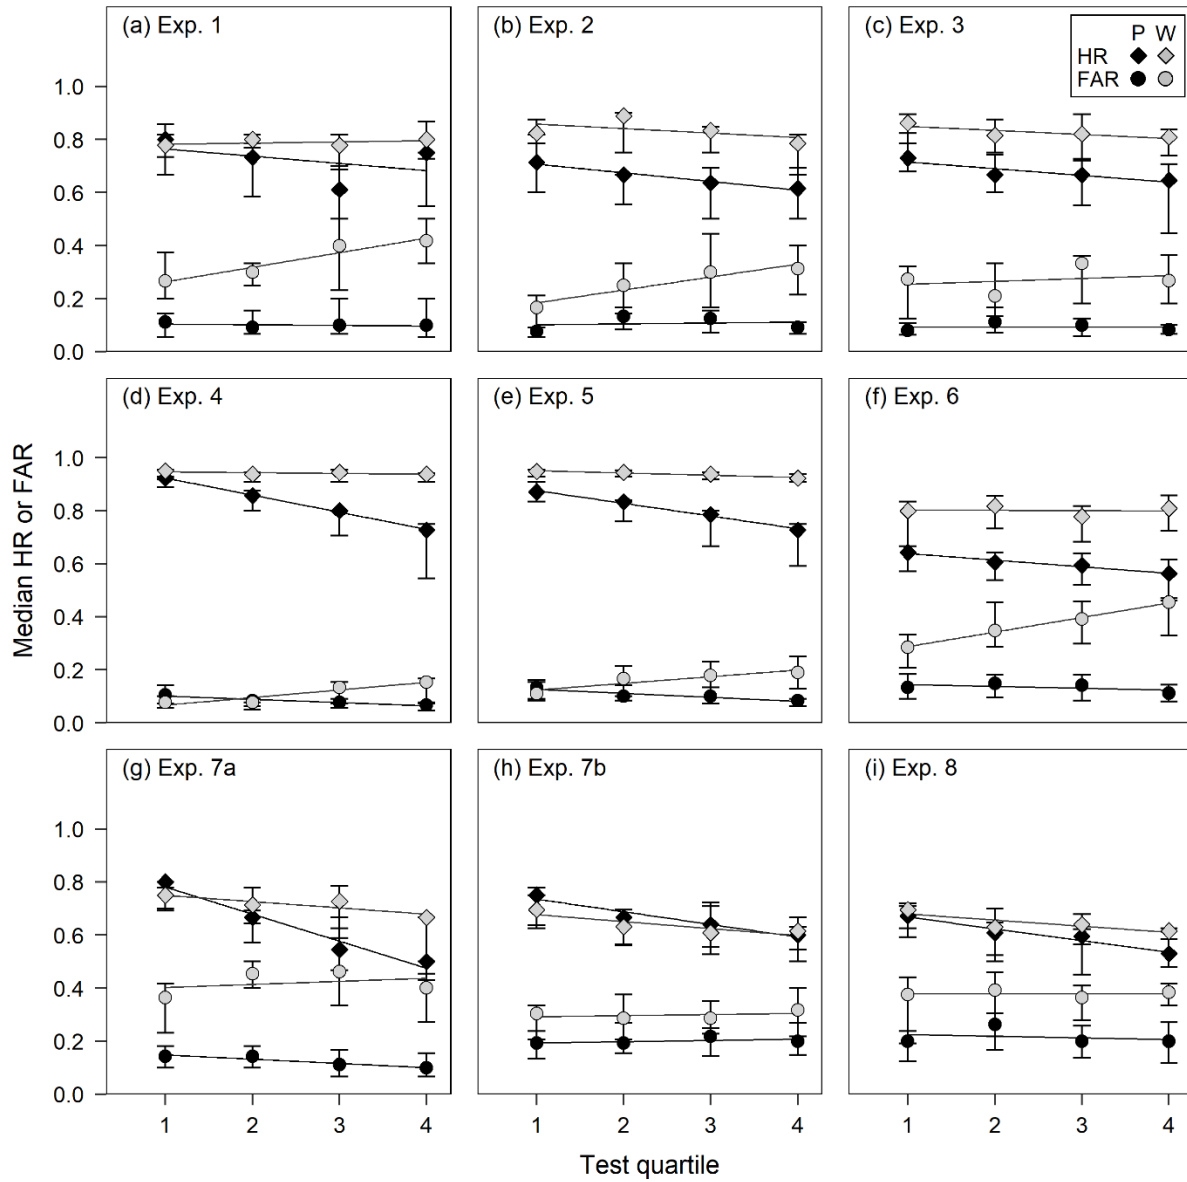 (a) Exp. 1
(b) Exp. 2
(c) Exp. 3
P W
HR
FAR
1.0
0.8
0.6
0.4
0.2
0.0
(d) Exp. 4
(e) Exp. 5
(f) Exp. 6
1.0
0.8
0.6
0.4
0.2
0.0
Median HR or FAR
(g) Exp. 7a
(h) Exp. 7b
(i) Exp. 8
1.0
0.8
0.6
0.4
0.2
0.0
1 2 3 4
1 2 3 4
1 2 3 4
Test quartile